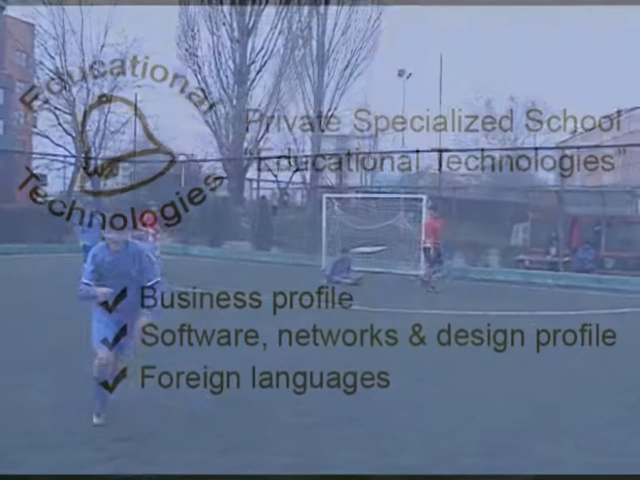 Educational
Technologies
Private Specialized School
"Educational Technologies"
Business profile
Software, networks & design profile
Foreign languages